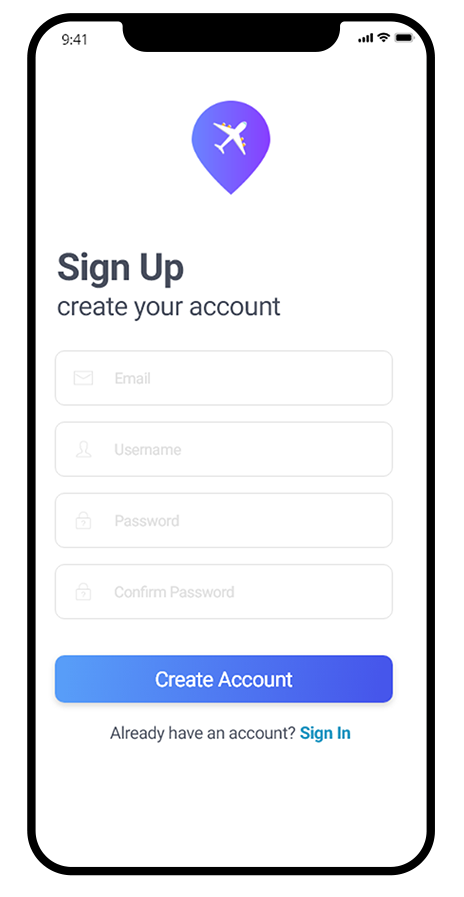 9:41
Sign Up
create your account
Email
Username
Password
Confirm Password
Create Account
Already have an account? Sign In